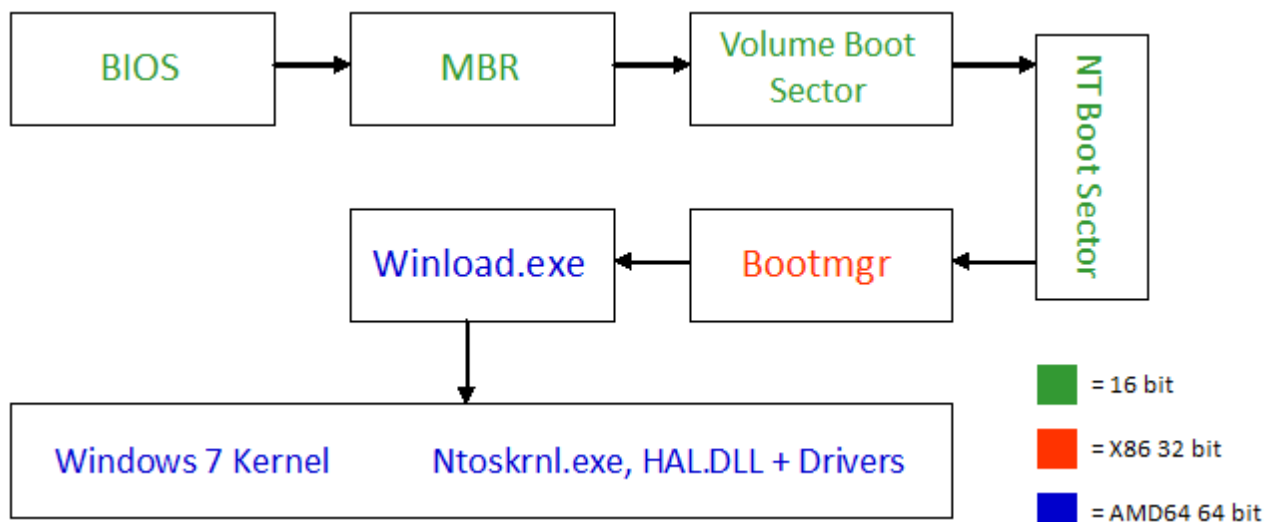 BIOS
MBR
Volume Boot
Sector
NT Boot Sector
Winload.exe
Bootmgr
Windows 7 Kernel
Ntoskrnl.exe, HAL.DLL + Drivers
= 16 bit
= X86 32 bit
= AMD64 64 bit